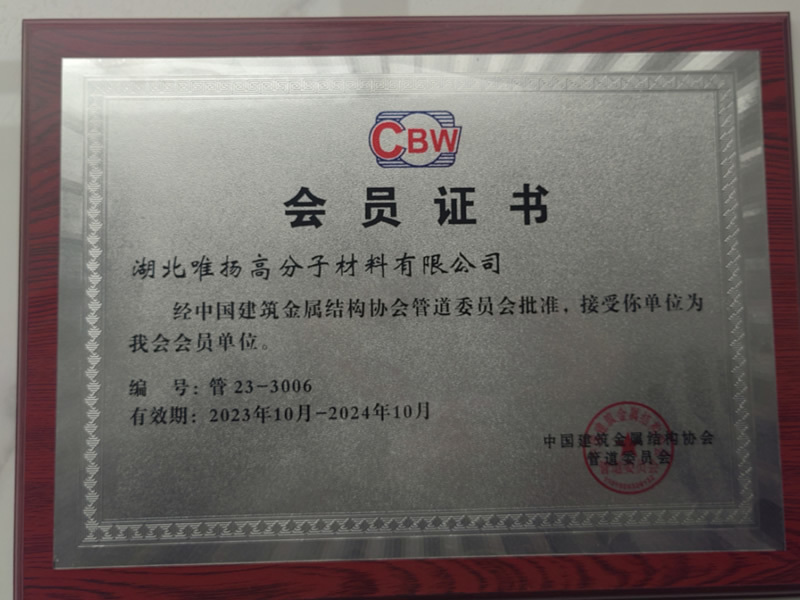 CBW
会员证书
湖北唯扬高分子材料有限公司
经中国建筑金属结构协会管道委员会批准，接受你单位为
我会会员单位。
编 号：管 23-3006
有效期：2023年10月-2024年10月
中国建筑金属结构协会
管道委员会